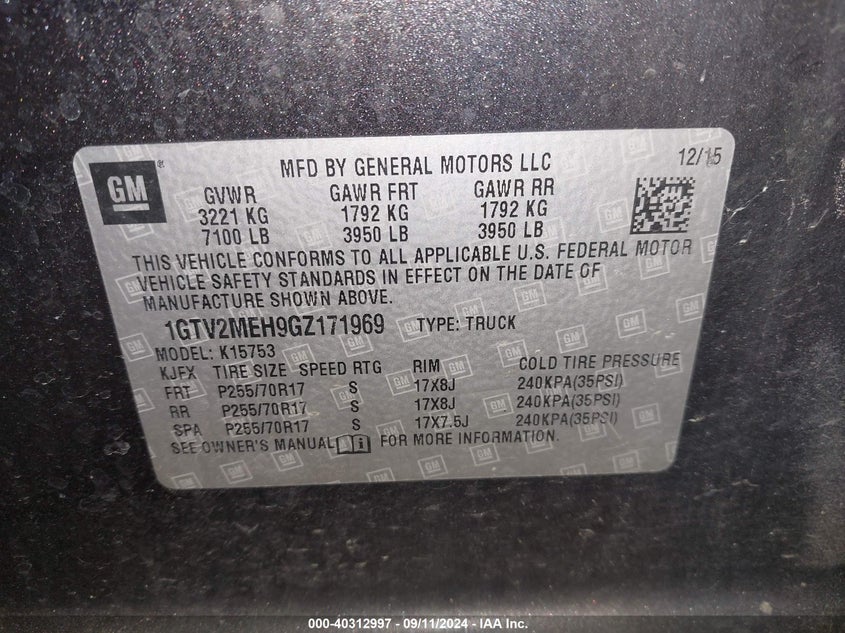 GM®
MFD BY GENERAL MOTORS LLC 12/15
GVWR GAWR FRT GAWR RR
3221 KG 1792 KG 1792 KG
7100 LB 3950 LB 3950 LB
THIS VEHICLE CONFORMS TO ALL APPLICABLE U.S. FEDERAL MOTOR
VEHICLE SAFETY STANDARDS IN EFFECT ON THE DATE OF
MANUFACTURE SHOWN ABOVE.
1GTV2MEH9GZ171969 TYPE: TRUCK
MODEL: K15753
KJFX TIRE SIZE SPEED RTG RIM COLD TIRE PRESSURE
FRT P255/70R17 S 17X8J 240KPA(35PSI)
RR P255/70R17 S 17X8J 240KPA(35PSI)
SPA P255/70R17 S 17X7.5J 240KPA(35PSI)
SEE OWNER'S MANUAL i FOR MORE INFORMATION.
000-40312997 - 09/11/2024 - IAA Inc.